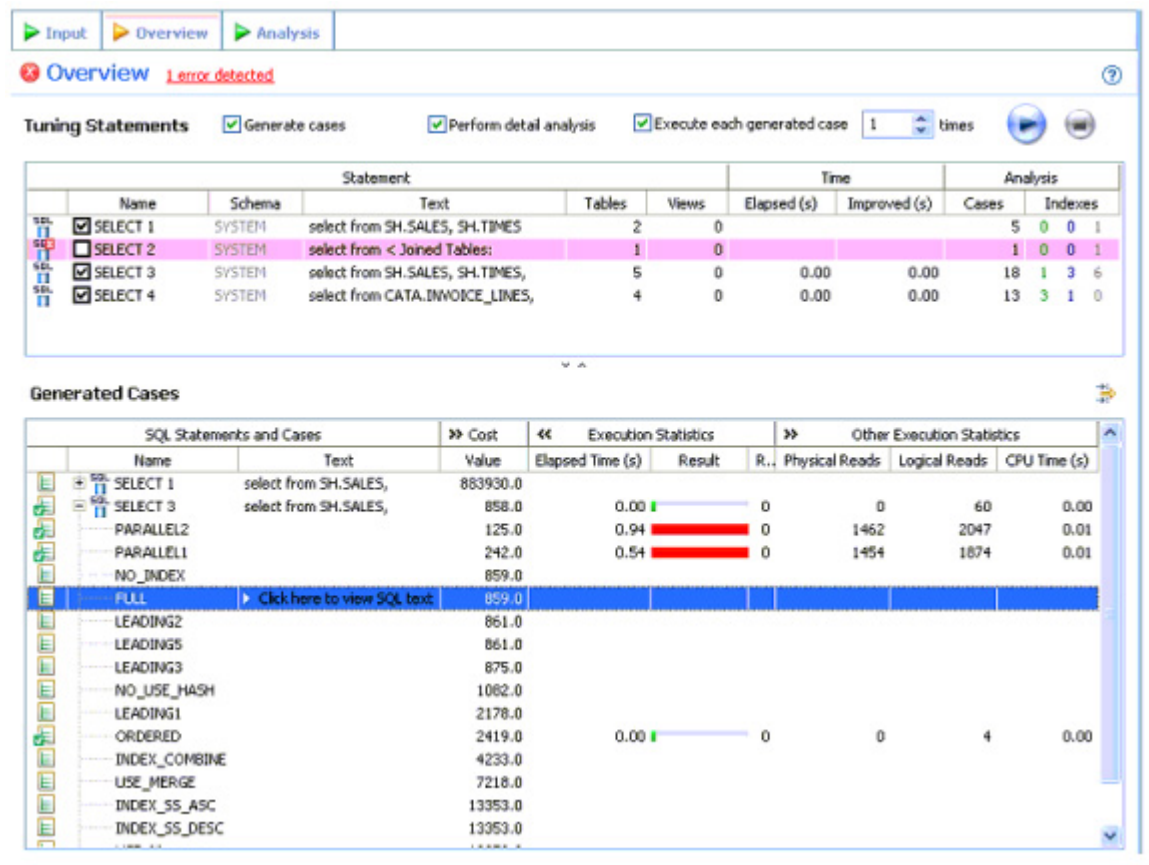 Input Overview Analysis
Overview 1 error detected
Tuning Statements Generate cases Perform detail analysis Execute each generated case 1 times
Statement Time Analysis
Name Schema Text Tables Views Elapsed (s) Improved (s) Cases Indexes
SQL SELECT 1 SYSTEM select from SH.SALES, SH.TIMES 2 0 5 0 0 1
SELECT 2 SYSTEM select from < Joined Tables: 1 0 1 0 0 1
SQL SELECT 3 SYSTEM select from SH.SALES, SH.TIMES, 5 0 0.00 0.00 18 1 3 6
SQL SELECT 4 SYSTEM select from CATA.INVOICE_LINES, 4 0 0.00 0.00 13 3 1 0
Generated Cases
SQL Statements and Cases Cost Execution Statistics Other Execution Statistics
Name Text Value Elapsed Time (s) Result R.. Physical Reads Logical Reads CPU Time (s)
SQL SELECT 1 select from SH.SALES, 883930.0
SQL SELECT 3 select from SH.SALES, 858.0 0.00 0 0 60 0.00
PARALLEL2 125.0 0.94 0 1462 2047 0.01
PARALLEL1 242.0 0.54 0 1454 1874 0.01
NO_INDEX 859.0
FULL Click here to view SQL text 859.0
LEADING2 861.0
LEADING5 861.0
LEADING3 875.0
NO_USE_HASH 1082.0
LEADING1 2178.0
ORDERED 2419.0 0.00 0 0 4 0.00
INDEX_COMBINE 4233.0
USE_MERGE 7218.0
INDEX_SS_ASC 13353.0
INDEX_SS_DESC 13353.0